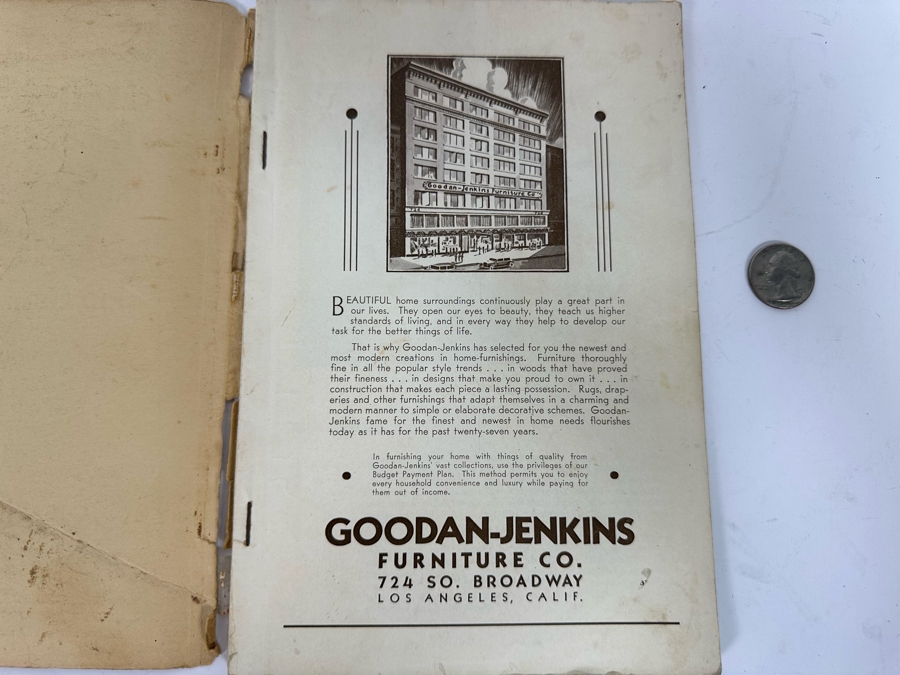 Goodan-Jenkins Furniture Co
724
BEAUTIFUL home surroundings continuously play a great part in
our lives. They open our eyes to beauty, they teach us higher
standards of living, and in every way they help to develop our
task for the better things of life.
That is why Goodan-Jenkins has selected for you the newest and
most modern creations in home-furnishings. Furniture thoroughly
fine in all the popular style trends . . . in woods that have proved
their fineness . . . in designs that make you proud to own it . . . in
construction that makes each piece a lasting possession. Rugs, drap-
eries and other furnishings that adapt themselves in a charming and
modern manner to simple or elaborate decorative schemes. Goodan-
Jenkins fame for the finest and newest in home needs flourishes
today as it has for the past twenty-seven years.
In furnishing your home with things of quality from
Goodan-Jenkins' vast collections, use the privileges of our
Budget Payment Plan. This method permits you to enjoy
every household convenience and luxury while paying for
them out of income.
GOODAN-JENKINS
FURNITURE CO.
724 SO. BROADWAY
LOS ANGELES, CALIF.